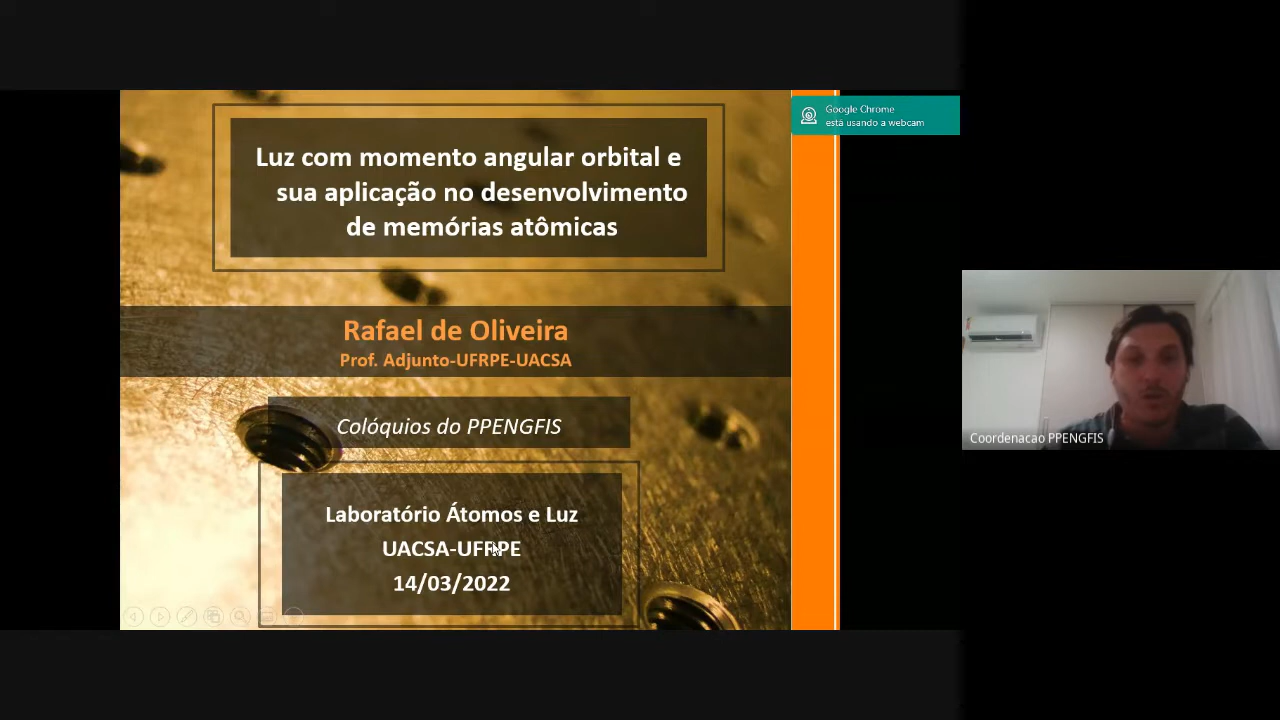 Luz com momento angular orbital e
sua aplicação no desenvolvimento
de memórias atômicas
Rafael de Oliveira
Prof. Adjunto-UFRPE-UACSA
Colóquios do PPENGFIS
Laboratório Átomos e Luz
UACSA-UFRPE
14/03/2022
Google Chrome
está usando a webcam
Coordenacao PPENGFIS